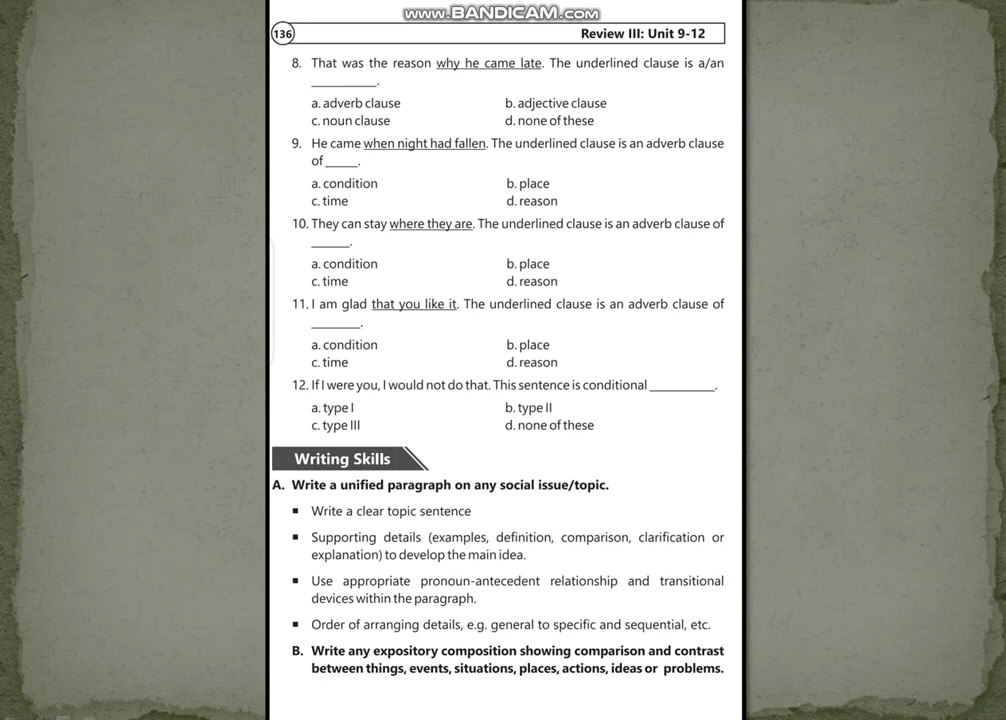 www.BANDICAM.com
136 Review III: Unit 9-12
8. That was the reason why he came late. The underlined clause is a/an
__________.
a. adverb clause b. adjective clause
c. noun clause d. none of these
9. He came when night had fallen. The underlined clause is an adverb clause
of _____.
a. condition b. place
c. time d. reason
10. They can stay where they are. The underlined clause is an adverb clause of
______.
a. condition b. place
c. time d. reason
11. I am glad that you like it. The underlined clause is an adverb clause of
________.
a. condition b. place
c. time d. reason
12. If I were you, I would not do that. This sentence is conditional __________.
a. type I b. type II
c. type III d. none of these
Writing Skills
A. Write a unified paragraph on any social issue/topic.
▪ Write a clear topic sentence
▪ Supporting details (examples, definition, comparison, clarification or
explanation) to develop the main idea.
▪ Use appropriate pronoun-antecedent relationship and transitional
devices within the paragraph.
▪ Order of arranging details, e.g. general to specific and sequential, etc.
B. Write any expository composition showing comparison and contrast
between things, events, situations, places, actions, ideas or problems.